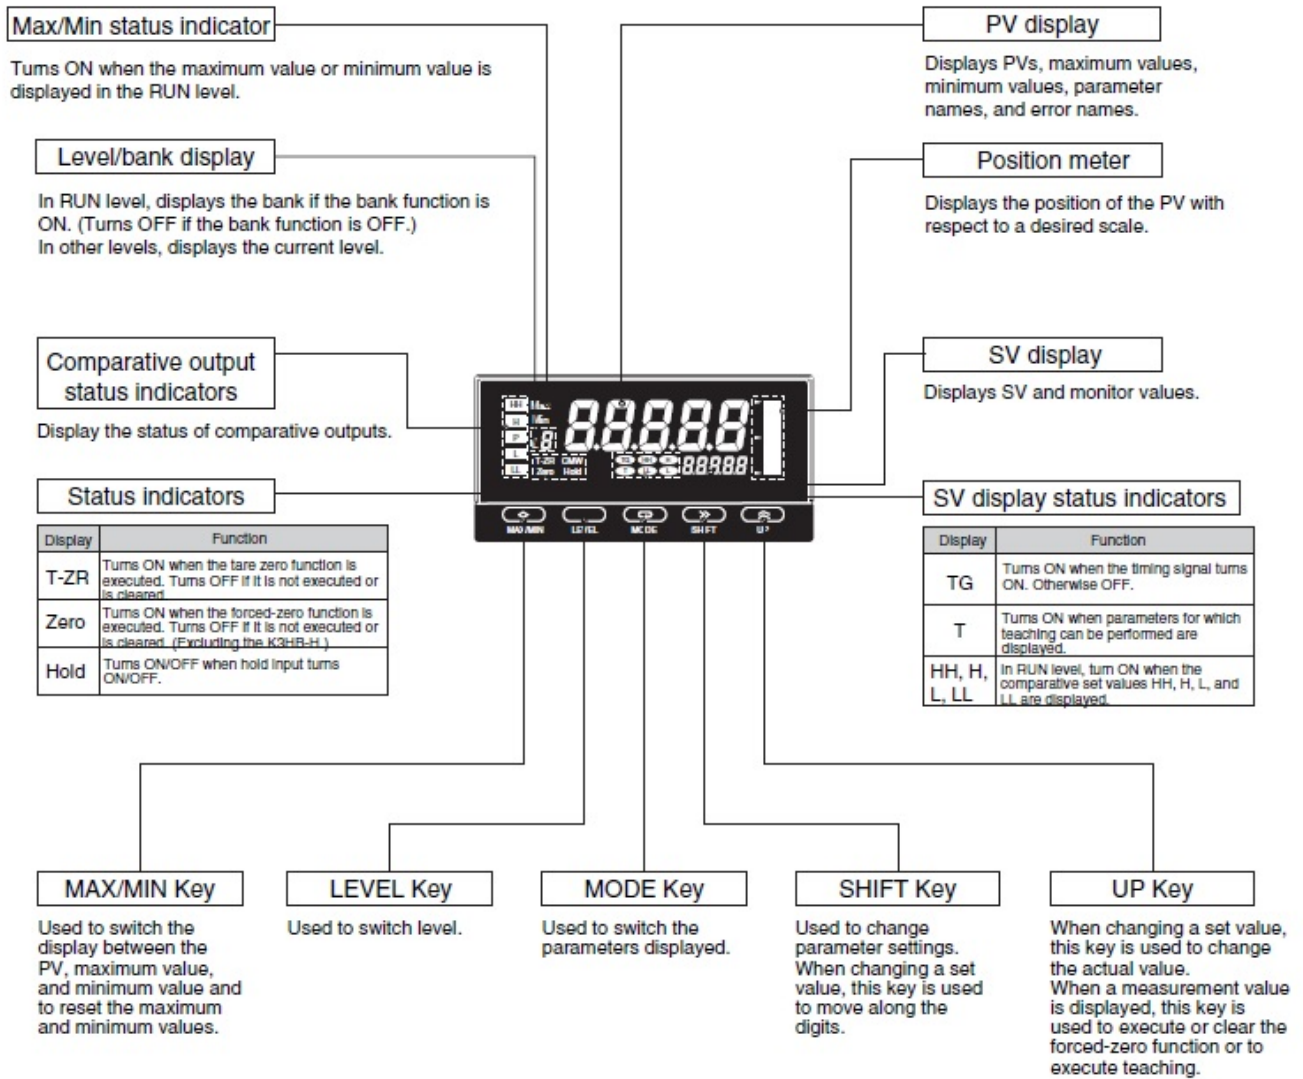 Max/Min status indicator
Turns ON when the maximum value or minimum value is
displayed in the RUN level.
Level/bank display
In RUN level, displays the bank if the bank function is
ON. (Turns OFF if the bank function is OFF.)
In other levels, displays the current level.
Comparative output
status indicators
Display the status of comparative outputs.
Status indicators
Display Function
T-ZR Turns ON when the tare zero function is
executed. Turns OFF if it is not executed or
is cleared.
Zero Turns ON when the forced-zero function is
executed. Turns OFF if it is not executed or
is cleared. (Excluding the K3HB-H.)
Hold Turns ON/OFF when hold input turns
ON/OFF.
PV display
Displays PVs, maximum values,
minimum values, parameter
names, and error names.
Position meter
Displays the position of the PV with
respect to a desired scale.
SV display
Displays SV and monitor values.
SV display status indicators
Display Function
TG Turns ON when the timing signal turns
ON. Otherwise OFF.
T Turns ON when parameters for which
teaching can be performed are
displayed.
HH, H,
L, LL
In RUN level, turn ON when the
comparative set values HH, H, L, and
LL are displayed.
HH Max
H Min
P
L
LL
T-ZR CMW
Zero Hold
88888
TG HH H
T LL L
88888
MAX/MIN LEVEL MODE SHIFT UP
MAX/MIN Key
Used to switch the
display between the
PV, maximum value,
and minimum value and
to reset the maximum
and minimum values.
LEVEL Key
Used to switch level.
MODE Key
Used to switch the
parameters displayed.
SHIFT Key
Used to change
parameter settings.
When changing a set
value, this key is used
to move along the
digits.
UP Key
When changing a set value,
this key is used to change
the actual value.
When a measurement value
is displayed, this key is
used to execute or clear the
forced-zero function or to
execute teaching.